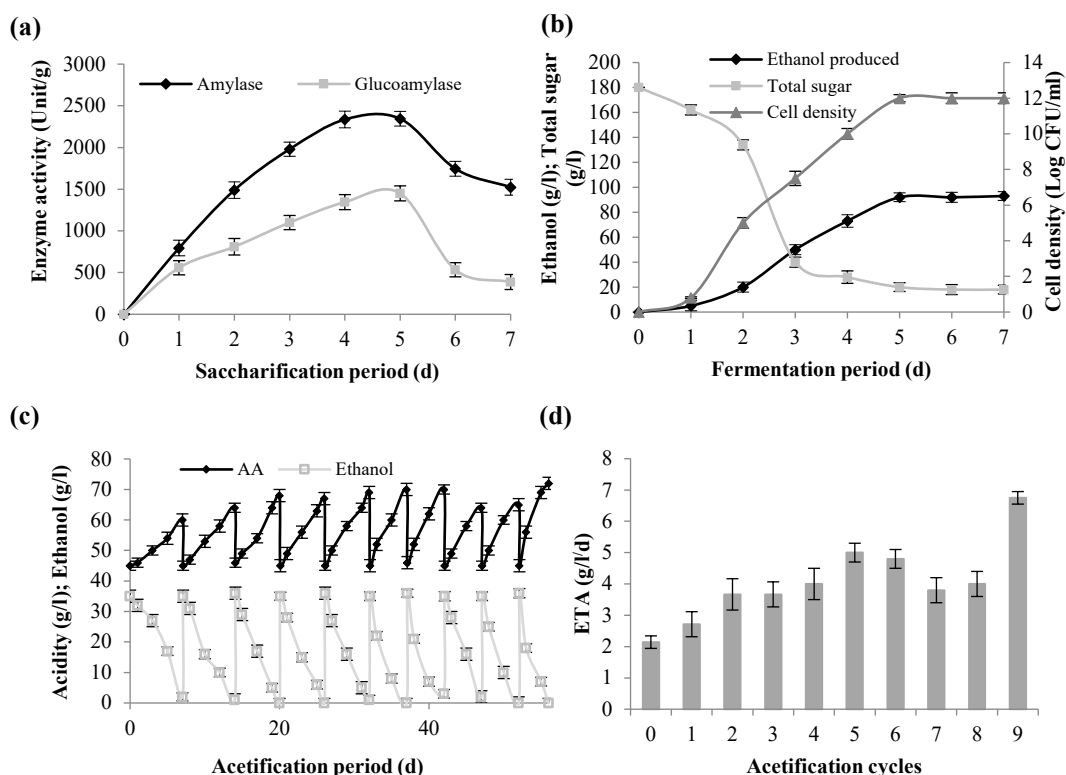 (a)
3000
2500
2000
1500
1000
500
0
Enzyme activity (Unit/g)
Amylase
Glucoamylase
0 1 2 3 4 5 6 7
Saccharification period (d)
(b)
Ethanol produced
Total sugar
Cell density
200
180
160
140
120
100
80
60
40
20
0
Ethanol (g/l); Total sugar
(g/l)
14
12
10
8
6
4
2
0
Cell density (Log CFU/ml)
0 1 2 3 4 5 6 7
Fermentation period (d)
(c)
80
70
60
50
40
30
20
10
0
Acidity (g/l); Ethanol (g/l)
AA
Ethanol
0 20 40
Acetification period (d)
(d)
8
7
6
5
4
3
2
1
0
ETA (g/l/d)
0 1 2 3 4 5 6 7 8 9
Acetification cycles